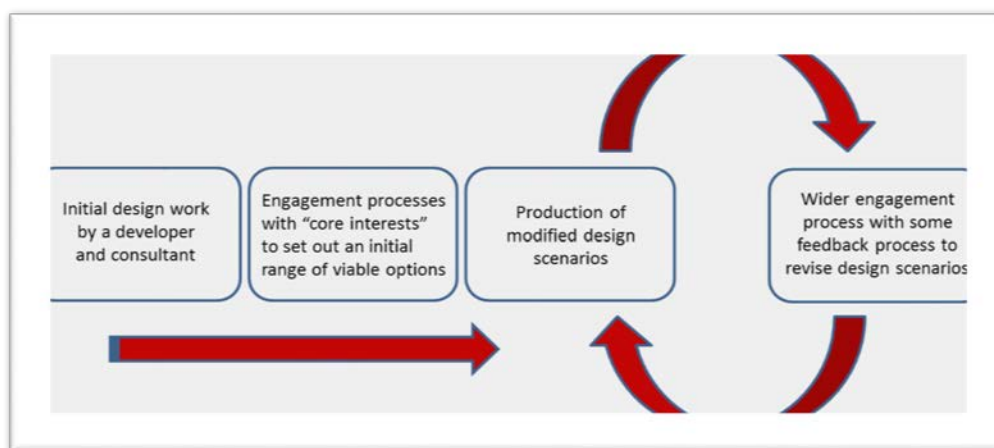 Initial design work
by a developer
and consultant
Engagement processes
with “core interests”
to set out an initial
range of viable options
Production of
modified design
scenarios
Wider engagement
process with some
feedback process to
revise design scenarios